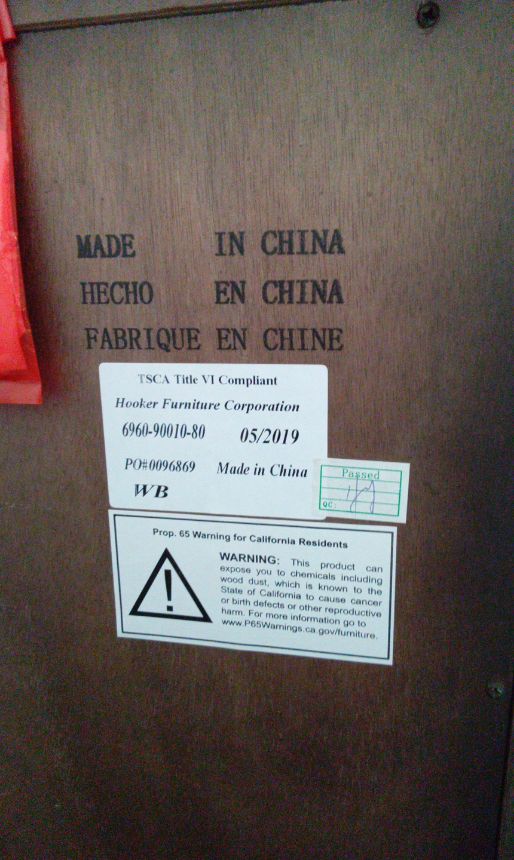 MADE IN CHINA
HECHO EN CHINA
FABRIQUE EN CHINE
TSCA Title VI Compliant
Hooker Furniture Corporation
6960-90010-80 05/2019
PO#0096869 Made in China
WB
Passed
QC:
Prop. 65 Warning for California Residents
WARNING: This product can
expose you to chemicals including
wood dust, which is known to the
State of California to cause cancer
or birth defects or other reproductive
harm. For more information go to
www.P65Warnings.ca.gov/furniture.